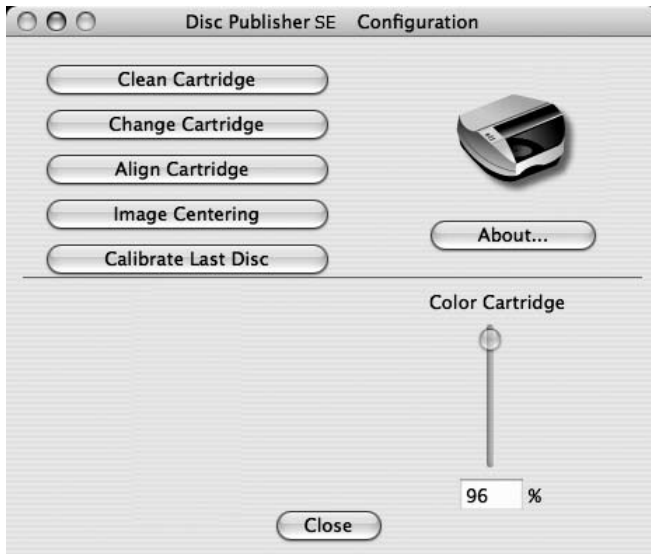 Disc Publisher SE Configuration
Clean Cartridge
Change Cartridge
Align Cartridge
Image Centering
Calibrate Last Disc
About...
Color Cartridge
96 %
Close